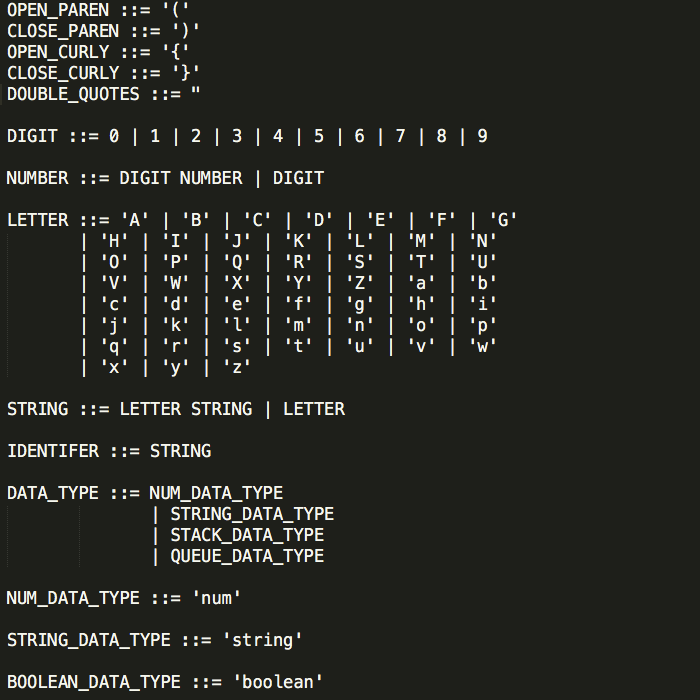 OPEN_PAREN ::= '('
CLOSE_PAREN ::= ')'
OPEN_CURLY ::= '{'
CLOSE_CURLY ::= '}'
DOUBLE_QUOTES ::= "
DIGIT ::= 0 | 1 | 2 | 3 | 4 | 5 | 6 | 7 | 8 | 9
NUMBER ::= DIGIT NUMBER | DIGIT
LETTER ::= 'A' | 'B' | 'C' | 'D' | 'E' | 'F' | 'G'
| 'H' | 'I' | 'J' | 'K' | 'L' | 'M' | 'N'
| 'O' | 'P' | 'Q' | 'R' | 'S' | 'T' | 'U'
| 'V' | 'W' | 'X' | 'Y' | 'Z' | 'a' | 'b'
| 'c' | 'd' | 'e' | 'f' | 'g' | 'h' | 'i'
| 'j' | 'k' | 'l' | 'm' | 'n' | 'o' | 'p'
| 'q' | 'r' | 's' | 't' | 'u' | 'v' | 'w'
| 'x' | 'y' | 'z'
STRING ::= LETTER STRING | LETTER
IDENTIFER ::= STRING
DATA_TYPE ::= NUM_DATA_TYPE
| STRING_DATA_TYPE
| STACK_DATA_TYPE
| QUEUE_DATA_TYPE
NUM_DATA_TYPE ::= 'num'
STRING_DATA_TYPE ::= 'string'
BOOLEAN_DATA_TYPE ::= 'boolean'